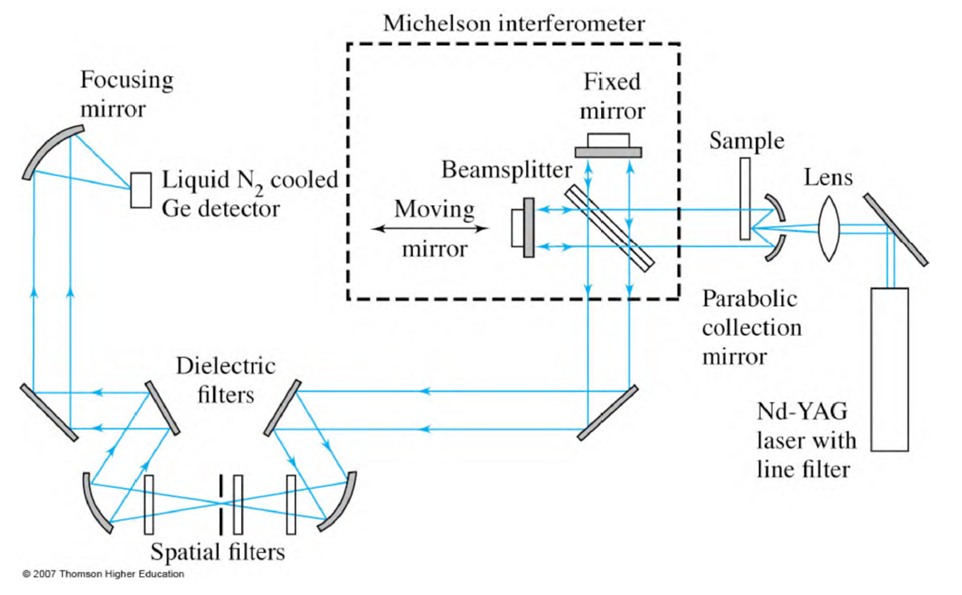 Michelson interferometer
Focusing
mirror
Fixed
mirror
Sample
Beamsplitter
Lens
Liquid N₂ cooled
Ge detector
Moving
mirror
Parabolic
collection
mirror
Dielectric
filters
Nd-YAG
laser with
line filter
Spatial filters
© 2007 Thomson Higher Education